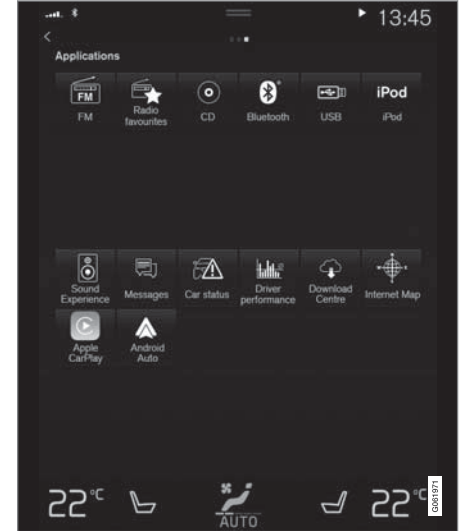 13:45
Applications
FM
FM
Radio
favourites
CD
Bluetooth
USB
iPod
iPod
Sound
Experience
Messages
Car status
Driver
performance
Download
Centre
Internet Map
Apple
CarPlay
Android
Auto
22°C
AUTO
22°C
G061971